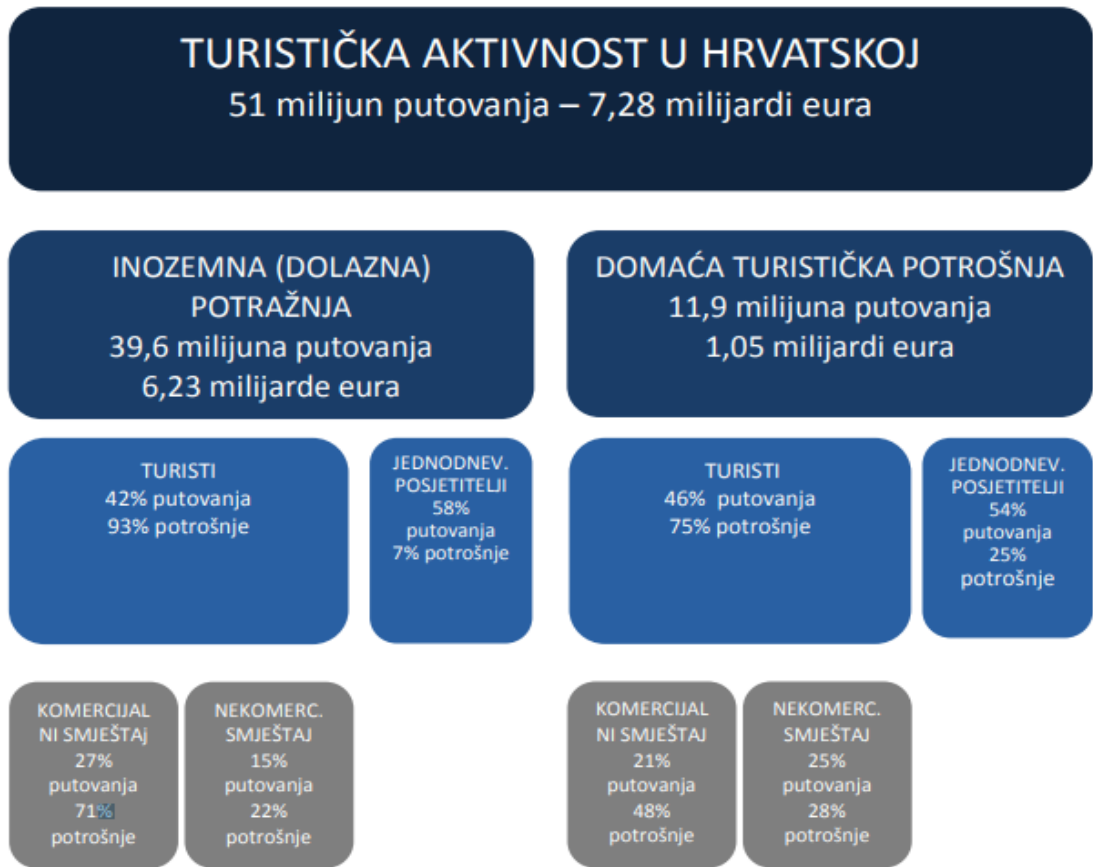 TURISTIČKA AKTIVNOST U HRVATSKOJ
51 milijun putovanja – 7,28 milijardi eura
INOZEMNA (DOLAZNA)
POTRAŽNJA
39,6 milijuna putovanja
6,23 milijarde eura
DOMAĆA TURISTIČKA POTROŠNJA
11,9 milijuna putovanja
1,05 milijardi eura
TURISTI
42% putovanja
93% potrošnje
JEDNODNEV.
POSJETITELJI
58%
putovanja
7% potrošnje
TURISTI
46% putovanja
75% potrošnje
JEDNODNEV.
POSJETITELJI
54%
putovanja
25%
potrošnje
KOMERCIJAL
NI SMJEŠTAj
27%
putovanja
71%
potrošnje
NEKOMERC.
SMJEŠTAJ
15%
putovanja
22%
potrošnje
KOMERCIJAL
NI SMJEŠTAJ
21%
putovanja
48%
potrošnje
NEKOMERC.
SMJEŠTAJ
25%
putovanja
28%
potrošnje